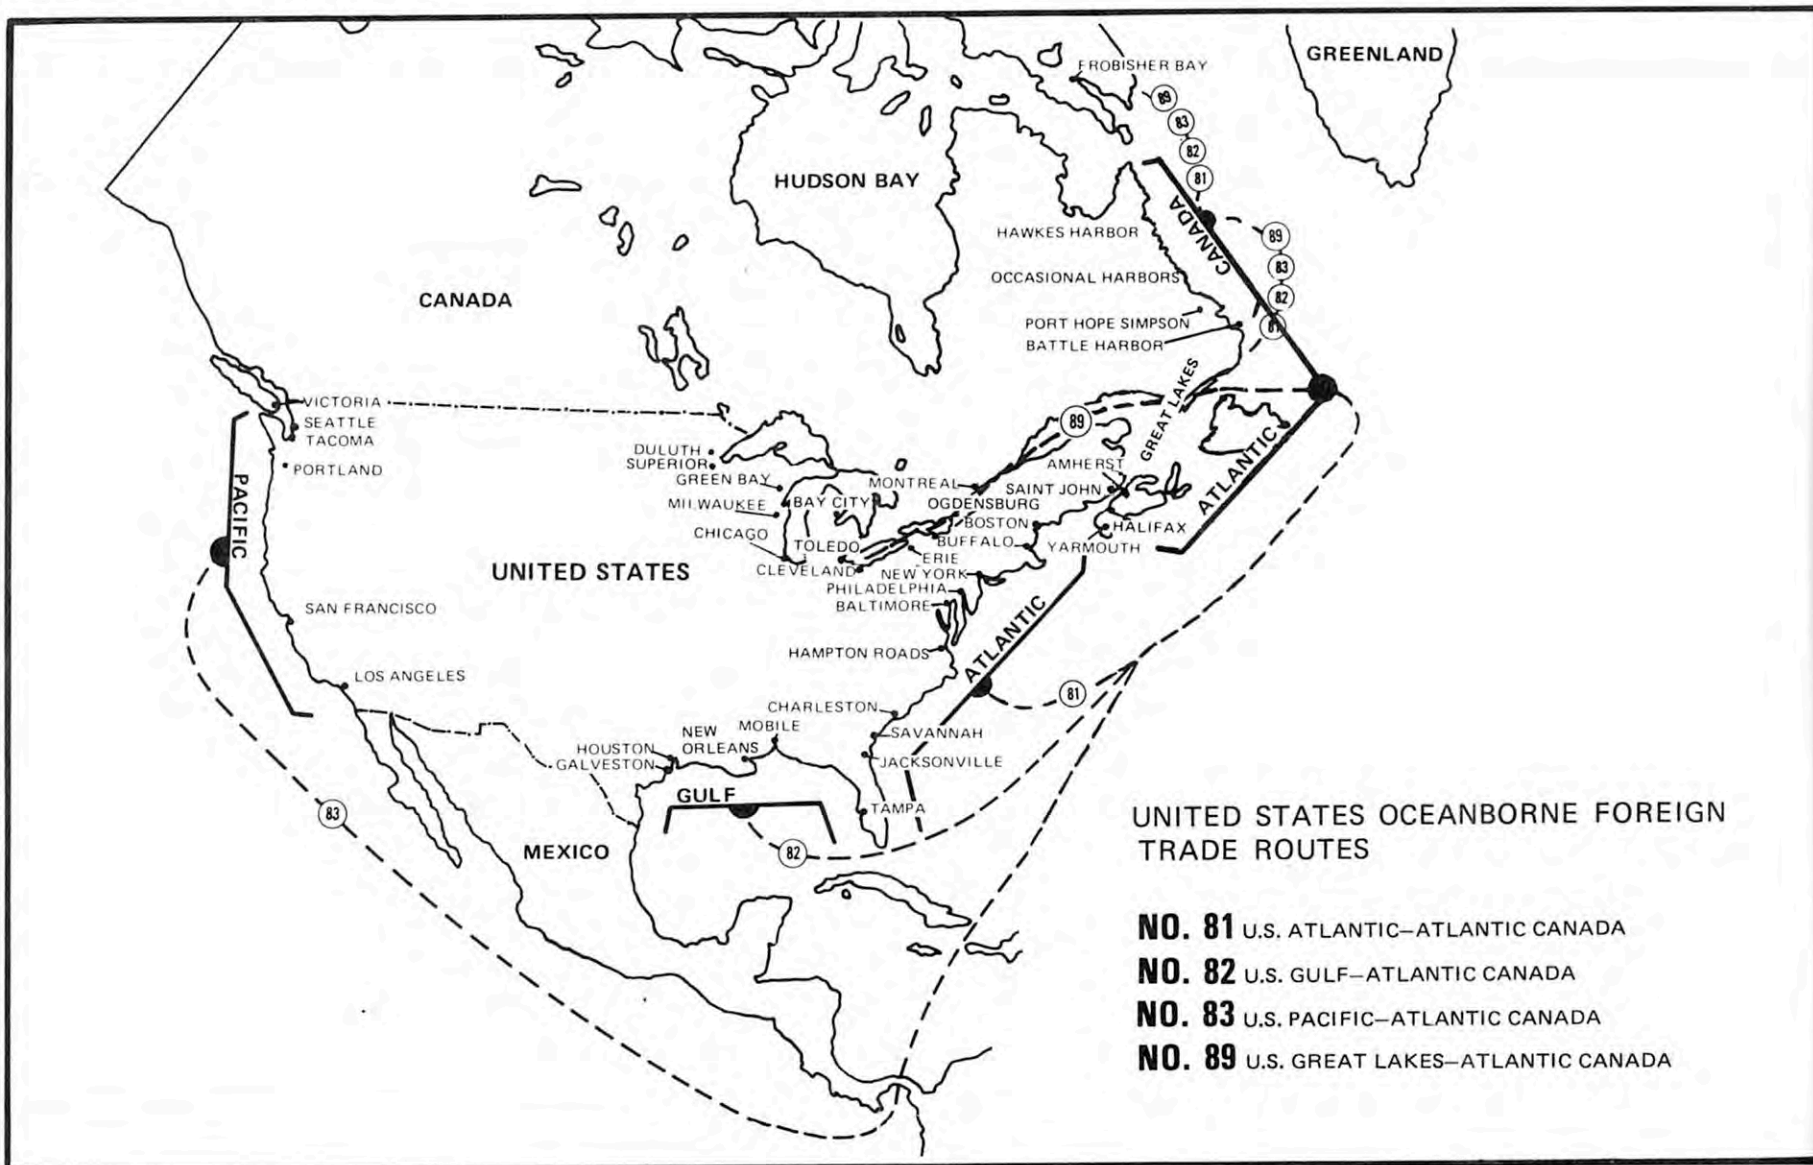 GREENLAND
FROBISHER BAY
89
83
82
81
HUDSON BAY
CANADA
HAWKES HARBOR
89
OCCASIONAL HARBORS
83
CANADA
82
PORT HOPE SIMPSON
81
BATTLE HARBOR
GREAT LAKES
VICTORIA
SEATTLE
TACOMA
PORTLAND
89
DULUTH
SUPERIOR
GREEN BAY
MILWAUKEE
BAY CITY
MONTREAL
AMHERST
SAINT JOHN
ATLANTIC
OGDENSBURG
CHICAGO
BOSTON
HALIFAX
TOLEDO
BUFFALO
YARMOUTH
PACIFIC
CLEVELAND
ERIE
UNITED STATES
NEW YORK
PHILADELPHIA
BALTIMORE
SAN FRANCISCO
HAMPTON ROADS
ATLANTIC
LOS ANGELES
81
CHARLESTON
MOBILE
NEW
ORLEANS
SAVANNAH
HOUSTON
GALVESTON
JACKSONVILLE
GULF
TAMPA
83
MEXICO
82
UNITED STATES OCEANBORNE FOREIGN
TRADE ROUTES
NO. 81 U.S. ATLANTIC–ATLANTIC CANADA
NO. 82 U.S. GULF–ATLANTIC CANADA
NO. 83 U.S. PACIFIC–ATLANTIC CANADA
NO. 89 U.S. GREAT LAKES–ATLANTIC CANADA